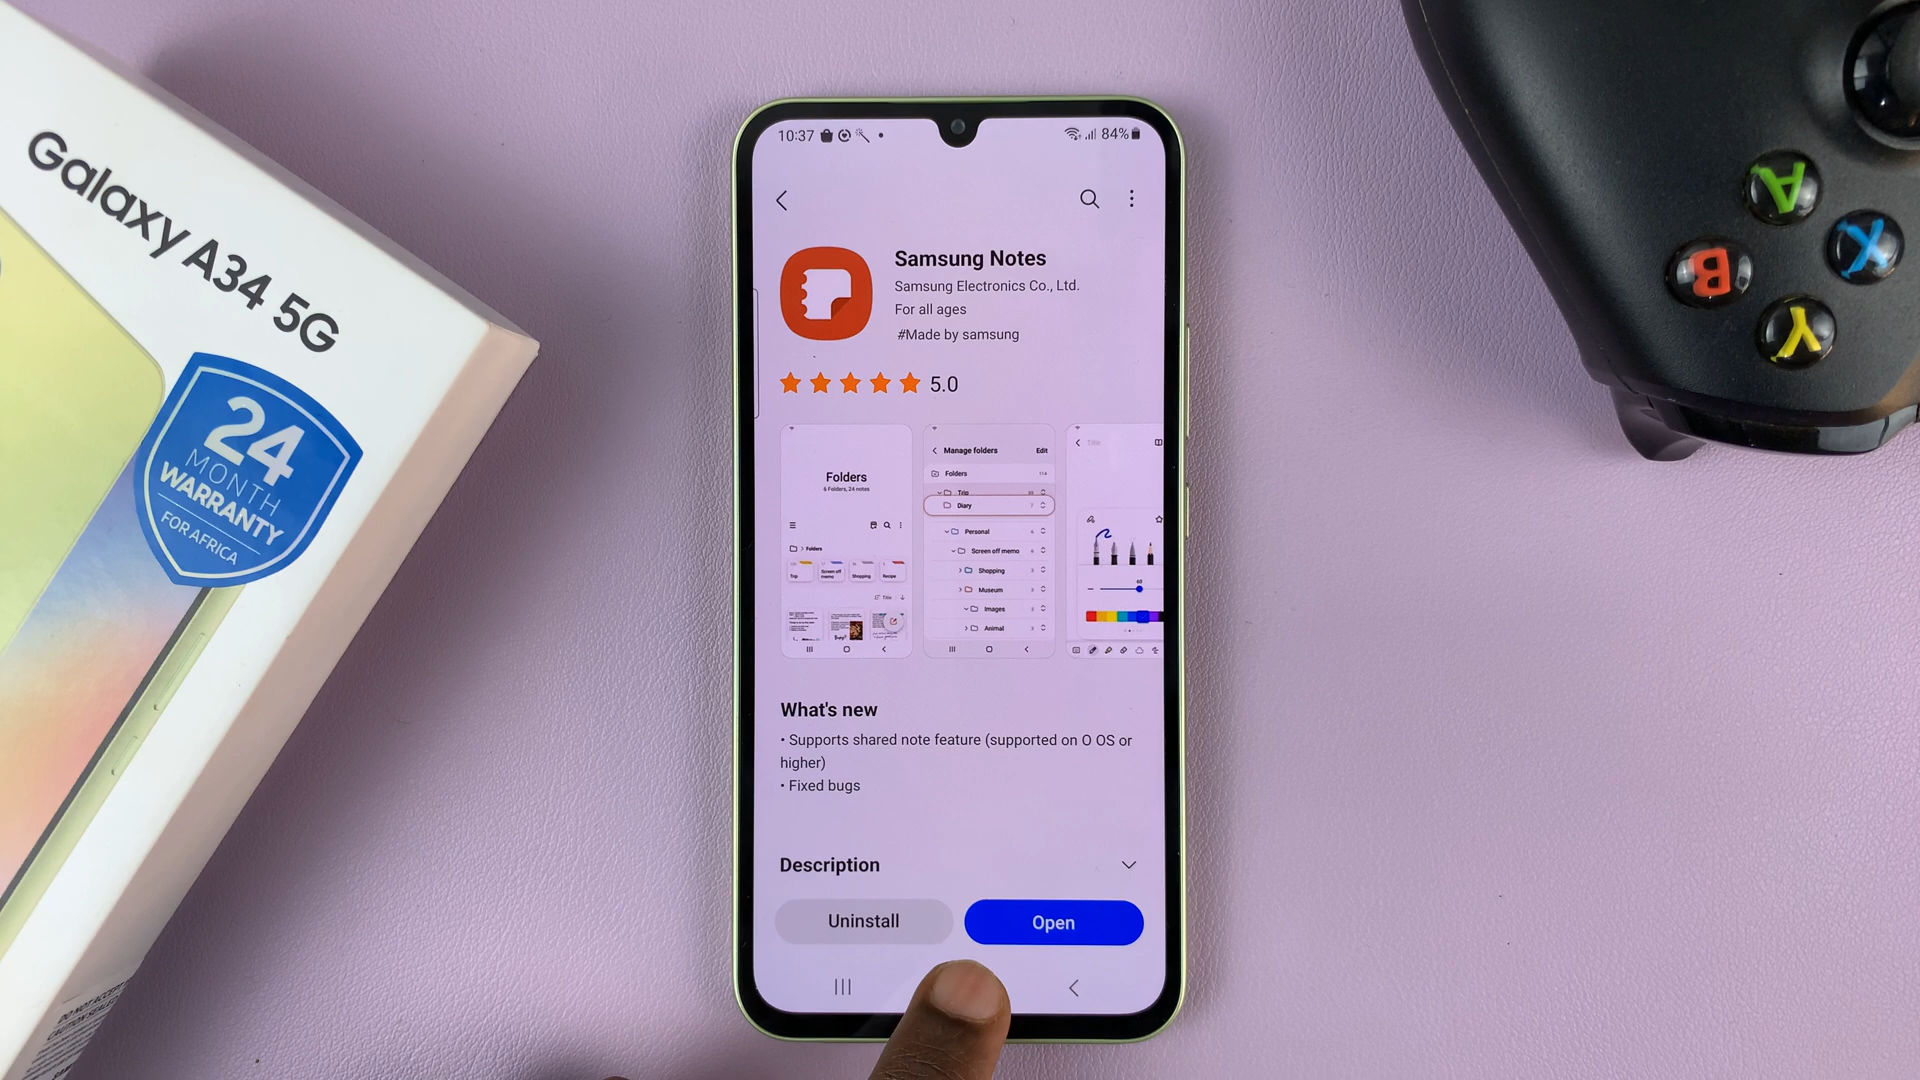 Galaxy A34 5G
24
MONTH
WARRANTY
FOR AFRICA
10:37
84%
Samsung Notes
Samsung Electronics Co., Ltd.
For all ages
#Made by samsung
5.0
Folders
6 Folders, 24 notes
Folders
Trip
Screen off
memo
Shopping
Recipe
Title
Manage folders
Edit
Folders
114
Trip
Diary
Personal
Screen off memo
Shopping
Museum
Images
Animal
Title
60
What's new
• Supports shared note feature (supported on O OS or
higher)
• Fixed bugs
Description
Uninstall
Open
A
B
X
Y